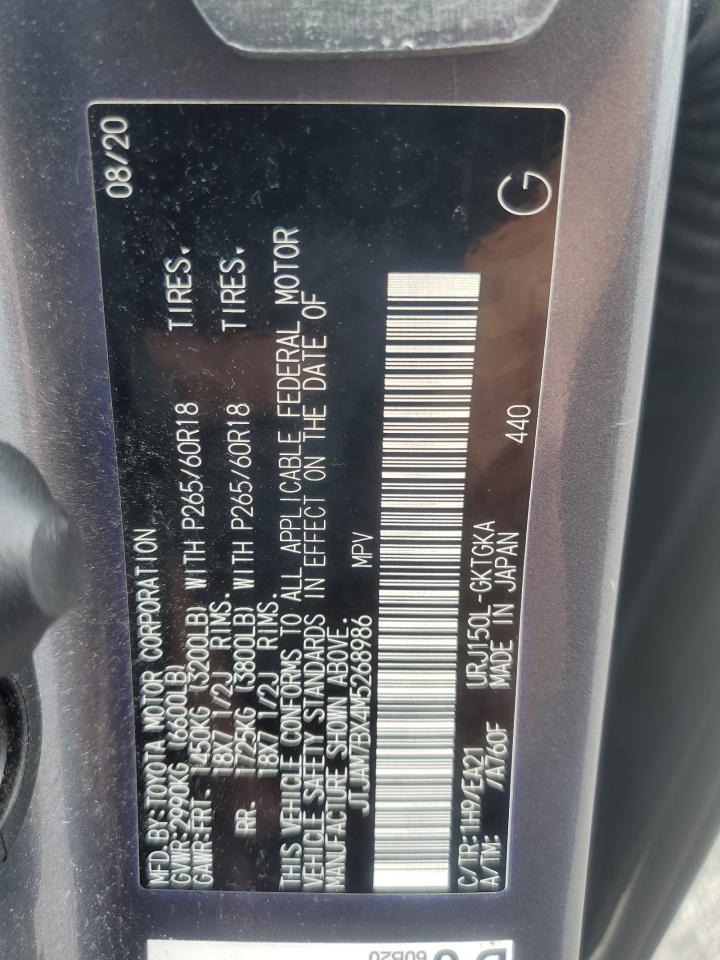 MFD.BY:TOYOTA MOTOR CORPORATION 08/20
GVWR:2990KG (6600LB)
GAWR:FRT. 1450KG (3200LB) WITH P265/60R18 TIRES.
18X7 1/2J RIMS.
RR. 1725KG (3800LB) WITH P265/60R18 TIRES.
18X7 1/2J RIMS.
THIS VEHICLE CONFORMS TO ALL APPLICABLE FEDERAL MOTOR
VEHICLE SAFETY STANDARDS IN EFFECT ON THE DATE OF
MANUFACTURE SHOWN ABOVE.
JTJAM7BX4M5268986 MPV
C/TR:1H9/EA21 URJ150L-GKTGKA 440 G
A/TM: /A760F MADE IN JAPAN
60B20